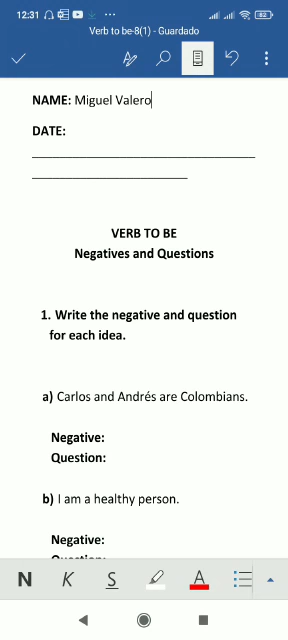 12:31 82
Verb to be-8(1) - Guardado
NAME: Miguel Valero
DATE:
VERB TO BE
Negatives and Questions
1. Write the negative and question
for each idea.
a) Carlos and Andrés are Colombians.
Negative:
Question:
b) I am a healthy person.
Negative:
Question:
N K S A